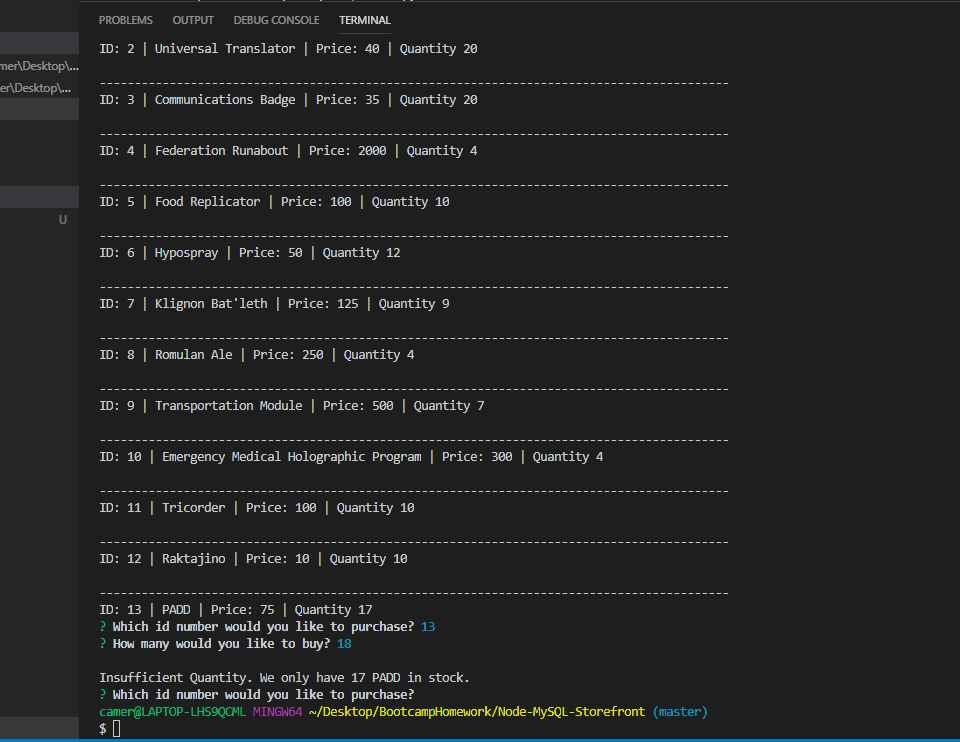 PROBLEMS OUTPUT DEBUG CONSOLE TERMINAL
mer\Desktop\...
er\Desktop\...
U
ID: 2 | Universal Translator | Price: 40 | Quantity 20
------------------------------------------------------------------------------------------
ID: 3 | Communications Badge | Price: 35 | Quantity 20
------------------------------------------------------------------------------------------
ID: 4 | Federation Runabout | Price: 2000 | Quantity 4
------------------------------------------------------------------------------------------
ID: 5 | Food Replicator | Price: 100 | Quantity 10
------------------------------------------------------------------------------------------
ID: 6 | Hypospray | Price: 50 | Quantity 12
------------------------------------------------------------------------------------------
ID: 7 | Klignon Bat'leth | Price: 125 | Quantity 9
------------------------------------------------------------------------------------------
ID: 8 | Romulan Ale | Price: 250 | Quantity 4
------------------------------------------------------------------------------------------
ID: 9 | Transportation Module | Price: 500 | Quantity 7
------------------------------------------------------------------------------------------
ID: 10 | Emergency Medical Holographic Program | Price: 300 | Quantity 4
------------------------------------------------------------------------------------------
ID: 11 | Tricorder | Price: 100 | Quantity 10
------------------------------------------------------------------------------------------
ID: 12 | Raktajino | Price: 10 | Quantity 10
------------------------------------------------------------------------------------------
ID: 13 | PADD | Price: 75 | Quantity 17
? Which id number would you like to purchase? 13
? How many would you like to buy? 18
Insufficient Quantity. We only have 17 PADD in stock.
? Which id number would you like to purchase?
camer@LAPTOP-LHS9QCML MINGW64 ~/Desktop/BootcampHomework/Node-MySQL-Storefront (master)
$